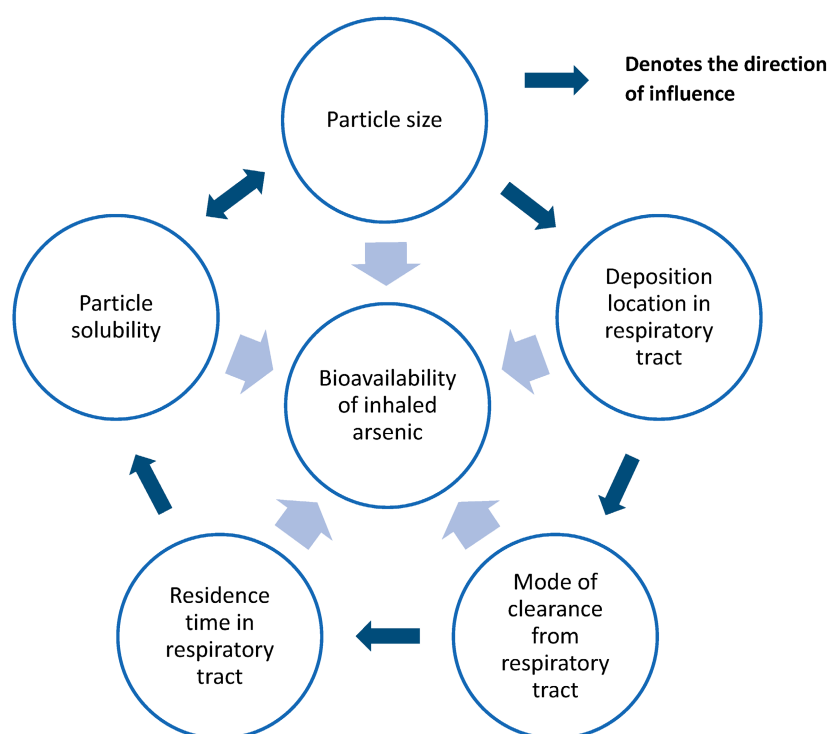 Particle size
Denotes the direction
of influence
Particle
solubility
Deposition
location in
respiratory
tract
Bioavailability
of inhaled
arsenic
Residence
time in
respiratory
tract
Mode of
clearance
from
respiratory
tract